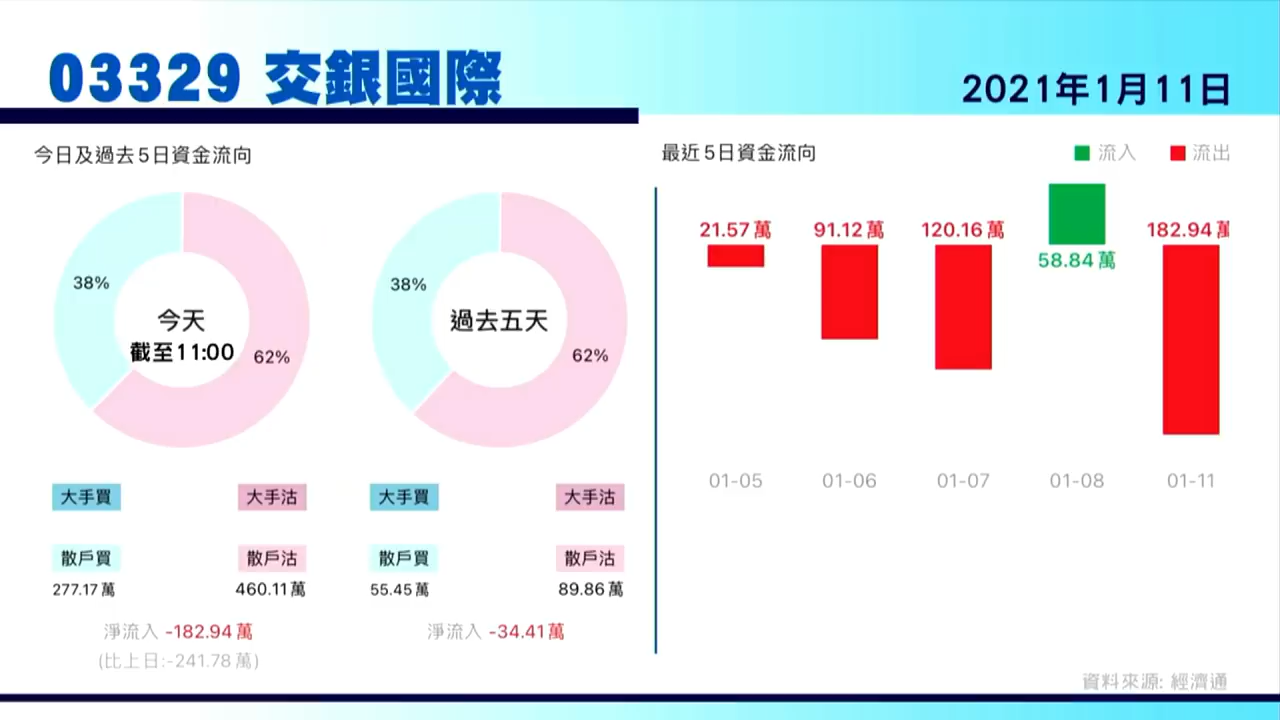 03329 交銀國際
2021年1月11日
今日及過去5日資金流向
38%
62%
今天
截至11:00
38%
62%
過去五天
大手買
大手沽
大手買
大手沽
散戶買
散戶沽
散戶買
散戶沽
277.17萬
460.11萬
55.45萬
89.86萬
淨流入 -182.94萬
淨流入 -34.41萬
(比上日:-241.78萬)
最近5日資金流向
流入
流出
21.57萬
91.12萬
120.16萬
58.84萬
182.94萬
01-05
01-06
01-07
01-08
01-11
資料來源: 經濟通